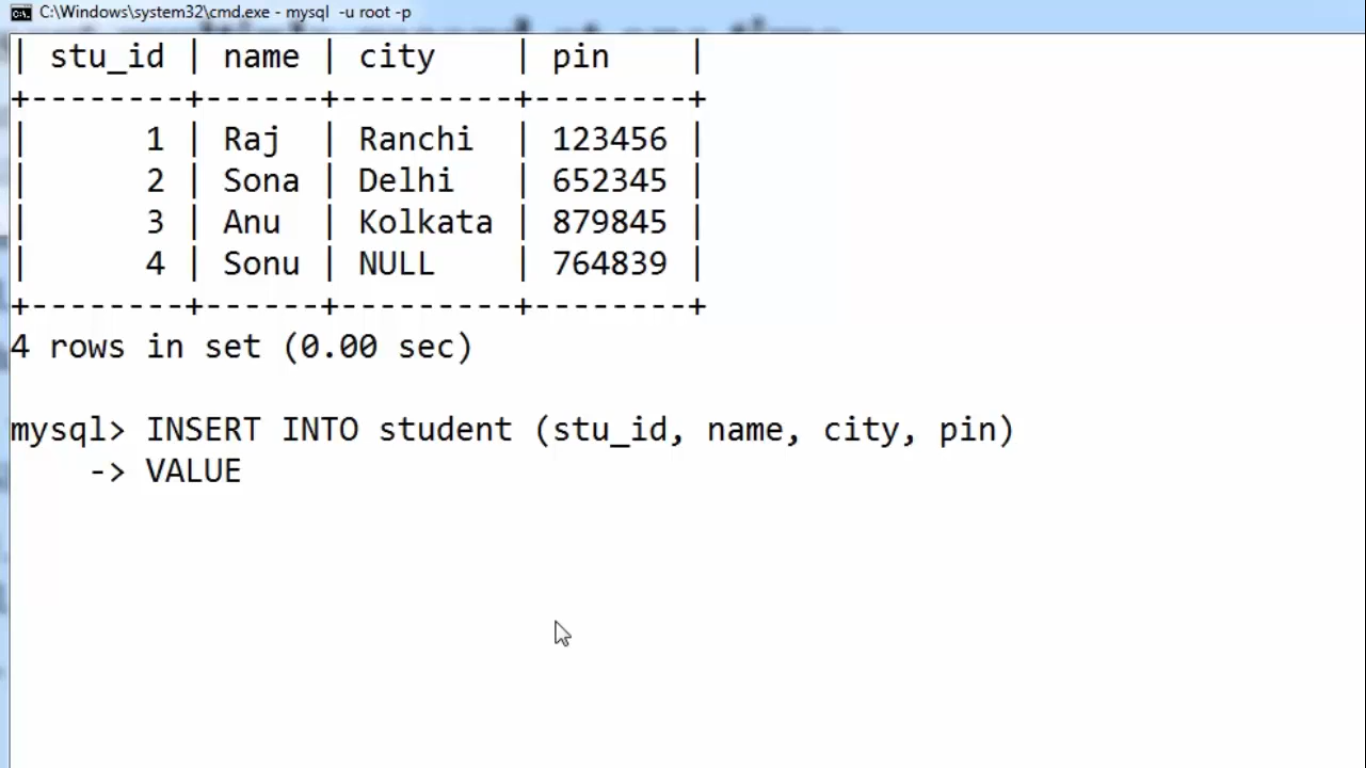 C:\Windows\system32\cmd.exe - mysql -u root -p
| stu_id | name | city    | pin    |
+--------+------+---------+--------+
|      1 | Raj  | Ranchi  | 123456 |
|      2 | Sona | Delhi   | 652345 |
|      3 | Anu  | Kolkata | 879845 |
|      4 | Sonu | NULL    | 764839 |
+--------+------+---------+--------+
4 rows in set (0.00 sec)
mysql> INSERT INTO student (stu_id, name, city, pin)
    -> VALUE